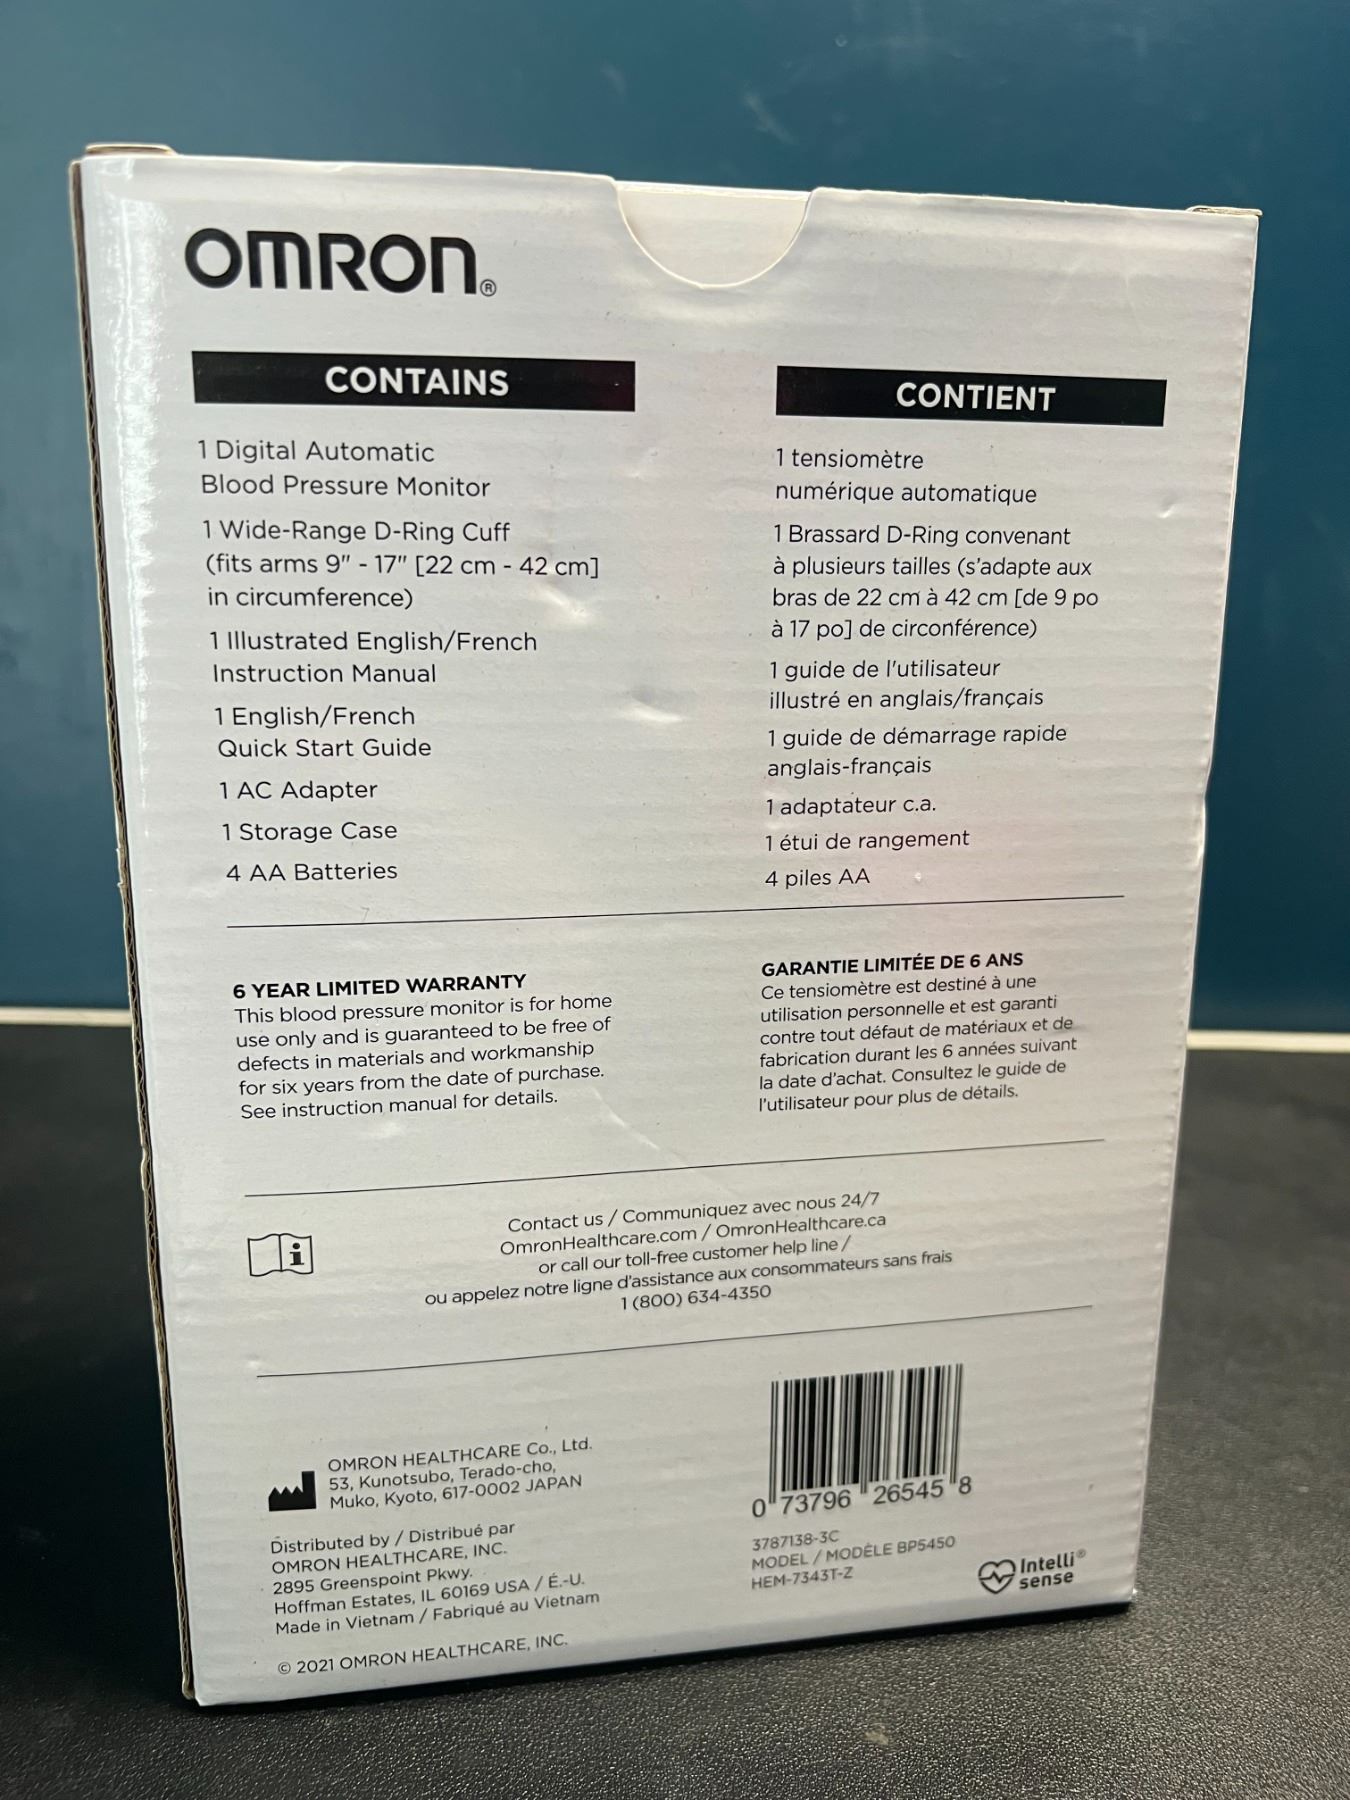 OMRON®
CONTAINS
1 Digital Automatic
Blood Pressure Monitor
1 Wide-Range D-Ring Cuff
(fits arms 9" - 17" [22 cm - 42 cm]
in circumference)
1 Illustrated English/French
Instruction Manual
1 English/French
Quick Start Guide
1 AC Adapter
1 Storage Case
4 AA Batteries
CONTIENT
1 tensiomètre
numérique automatique
1 Brassard D-Ring convenant
à plusieurs tailles (s'adapte aux
bras de 22 cm à 42 cm [de 9 po
à 17 po] de circonférence)
1 guide de l'utilisateur
illustré en anglais/français
1 guide de démarrage rapide
anglais-français
1 adaptateur c.a.
1 étui de rangement
4 piles AA
6 YEAR LIMITED WARRANTY
This blood pressure monitor is for home
use only and is guaranteed to be free of
defects in materials and workmanship
for six years from the date of purchase.
See instruction manual for details.
GARANTIE LIMITÉE DE 6 ANS
Ce tensiomètre est destiné à une
utilisation personnelle et est garanti
contre tout défaut de matériaux et de
fabrication durant les 6 années suivant
la date d'achat. Consultez le guide de
l'utilisateur pour plus de détails.
Contact us / Communiquez avec nous 24/7
OmronHealthcare.com / OmronHealthcare.ca
or call our toll-free customer help line /
ou appelez notre ligne d'assistance aux consommateurs sans frais
1 (800) 634-4350
OMRON HEALTHCARE Co., Ltd.
53, Kunotsubo, Terado-cho,
Muko, Kyoto, 617-0002 JAPAN
Distributed by / Distribué par
OMRON HEALTHCARE, INC.
2895 Greenspoint Pkwy.
Hoffman Estates, IL 60169 USA / É.-U.
Made in Vietnam / Fabriqué au Vietnam
© 2021 OMRON HEALTHCARE, INC.
0 73796 26545 8
3787138-3C
MODEL / MODÈLE BP5450
HEM-7343T-Z
Intelli®
sense